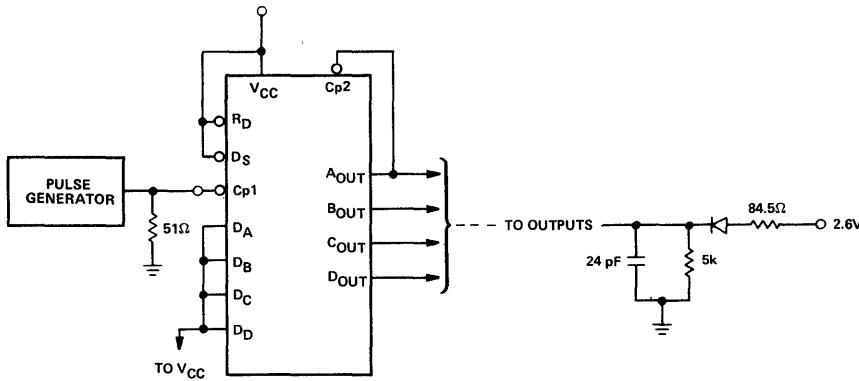 VCC
Cp2
RD
DS
PULSE GENERATOR
Cp1
51Ω
DA
DB
DC
DD
TO VCC
AOUT
BOUT
COUT
DOUT
TO OUTPUTS
84.5Ω
2.6V
24 pF
5k